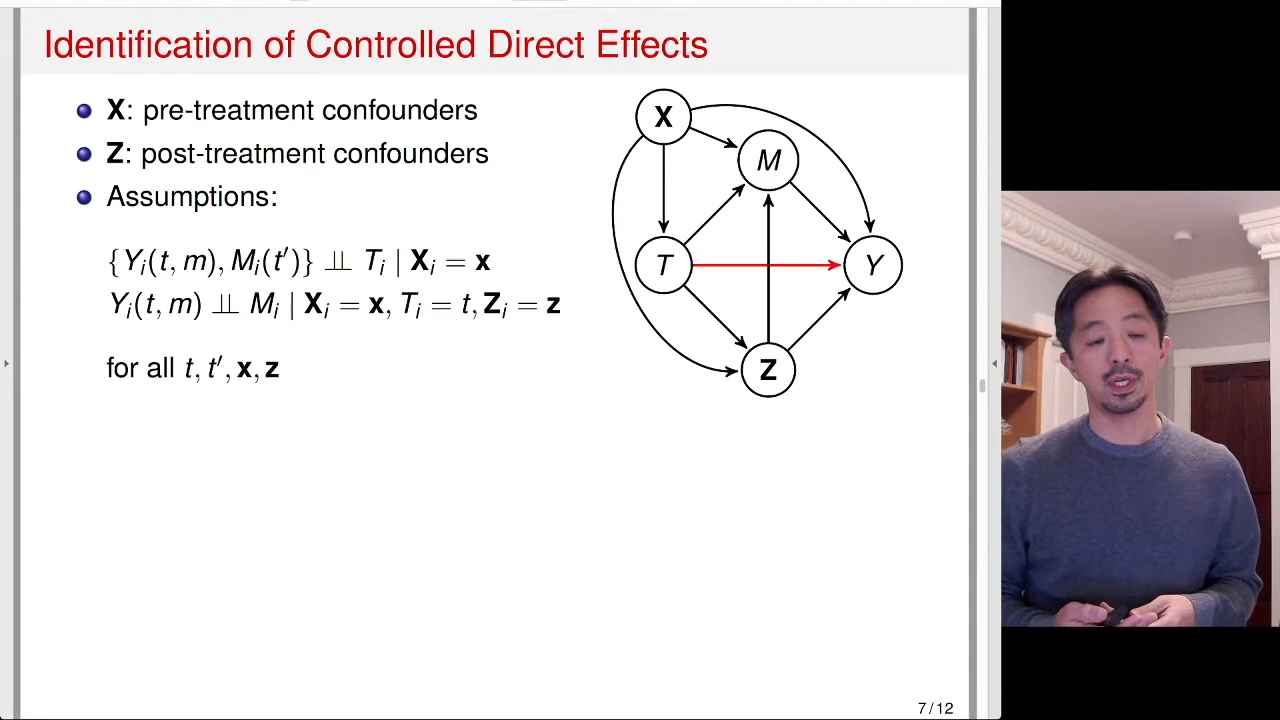 Identification of Controlled Direct Effects
X: pre-treatment confounders
Z: post-treatment confounders
Assumptions:
{Yᵢ(t, m), Mᵢ(t′)} ⫫ Tᵢ | Xᵢ = x
Yᵢ(t, m) ⫫ Mᵢ | Xᵢ = x, Tᵢ = t, Zᵢ = z
for all t, t′, x, z
X
M
T
Y
Z
7 / 12